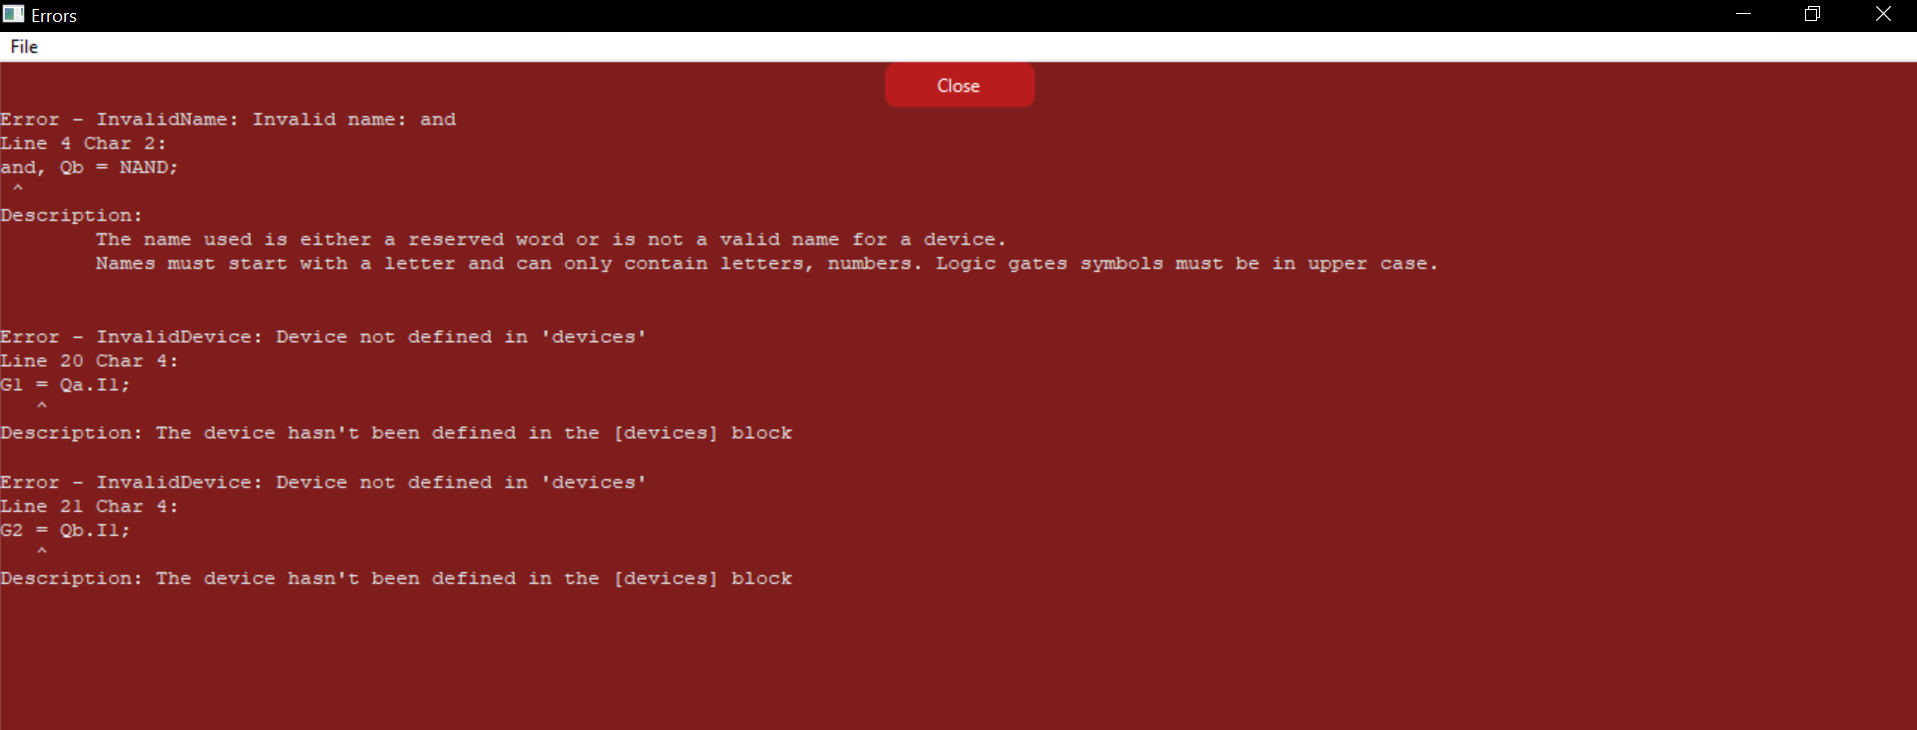 Errors
File
Close
Error - InvalidName: Invalid name: and
Line 4 Char 2:
and, Qb = NAND;
^
Description:
The name used is either a reserved word or is not a valid name for a device.
Names must start with a letter and can only contain letters, numbers. Logic gates symbols must be in upper case.
Error - InvalidDevice: Device not defined in 'devices'
Line 20 Char 4:
G1 = Qa.I1;
^
Description: The device hasn't been defined in the [devices] block
Error - InvalidDevice: Device not defined in 'devices'
Line 21 Char 4:
G2 = Qb.I1;
^
Description: The device hasn't been defined in the [devices] block